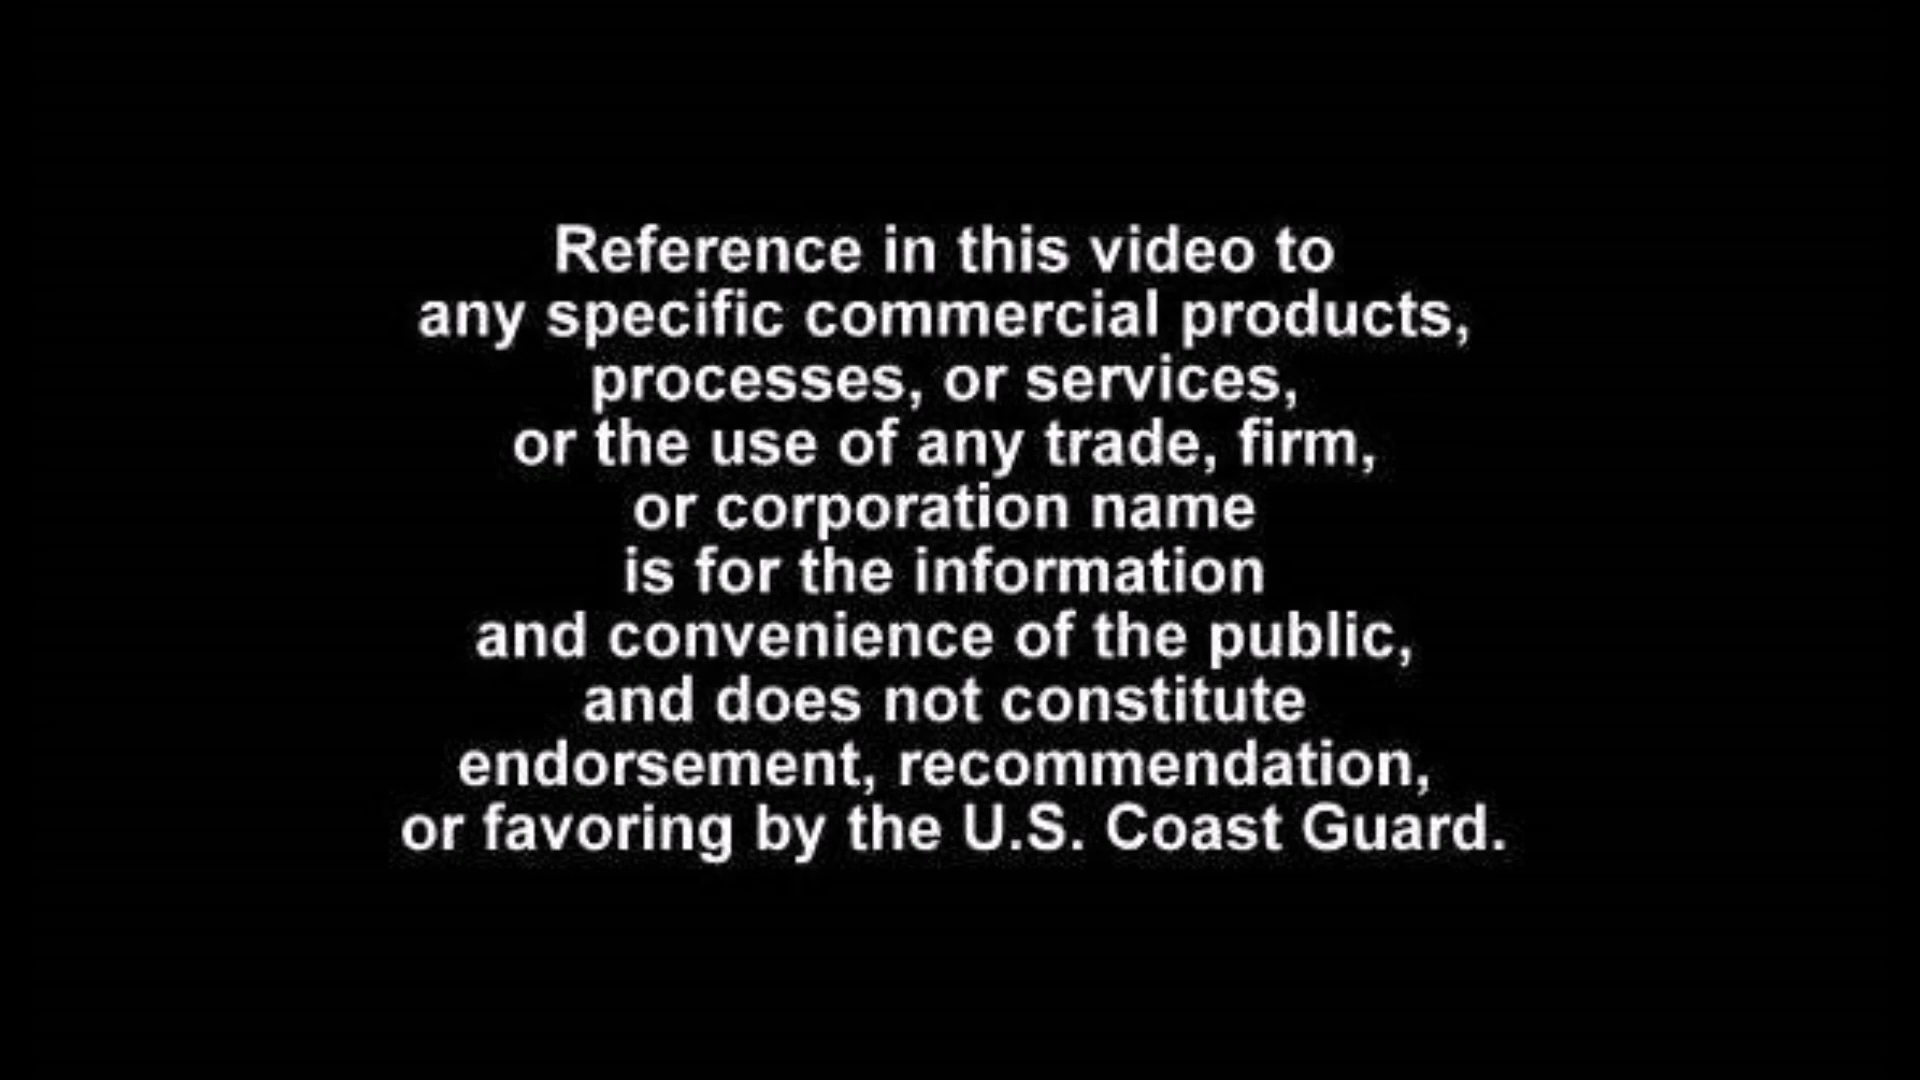 Reference in this video to
any specific commercial products,
processes, or services,
or the use of any trade, firm,
or corporation name
is for the information
and convenience of the public,
and does not constitute
endorsement, recommendation,
or favoring by the U.S. Coast Guard.